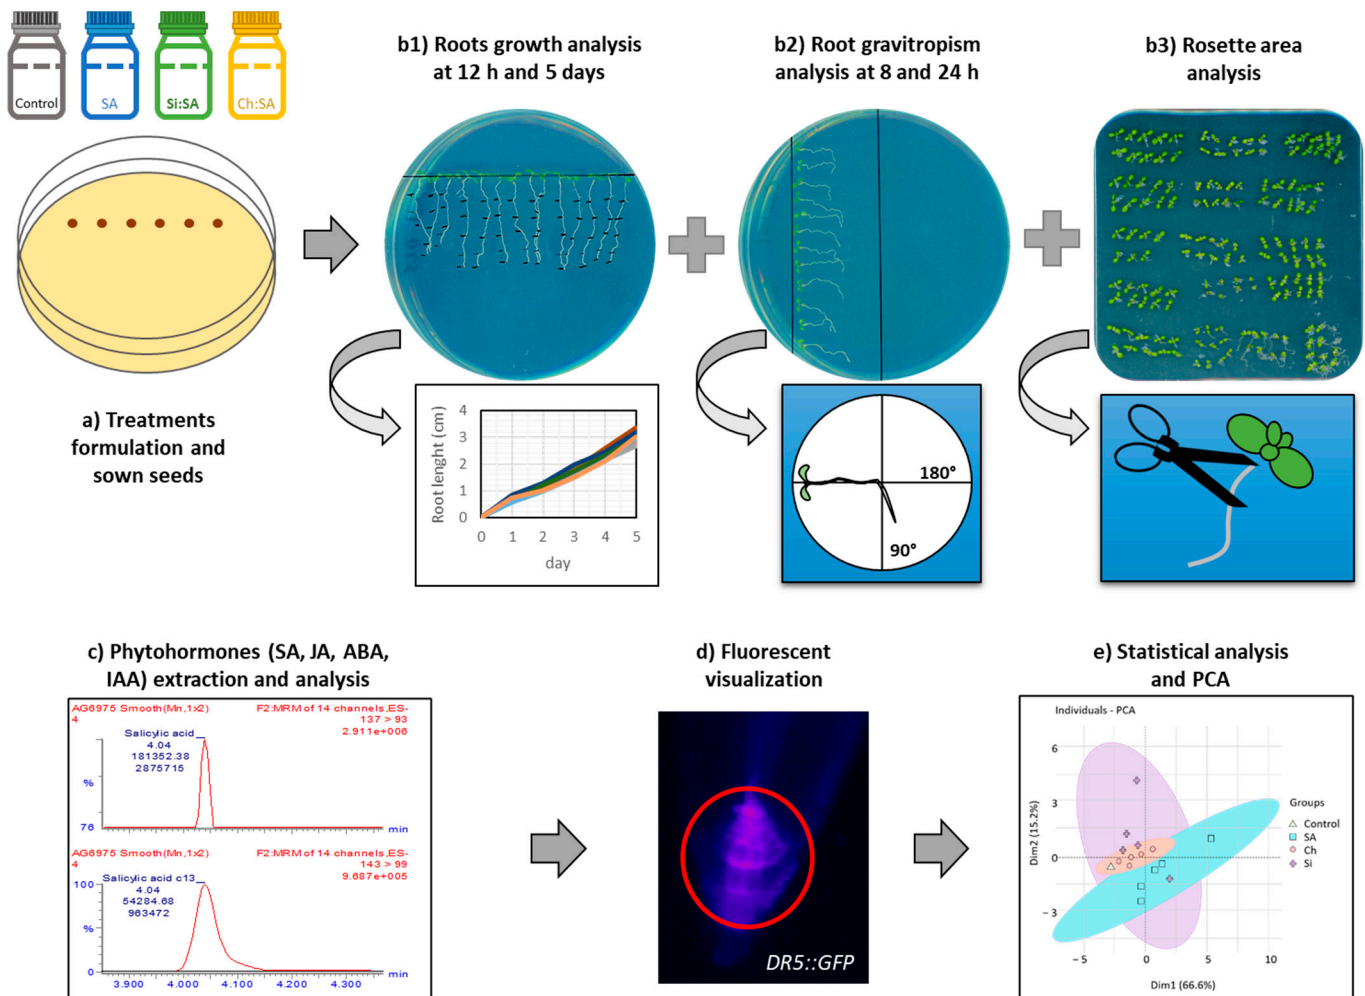 Control
SA
Si:SA
Ch:SA
a) Treatments
formulation and
sown seeds
b1) Roots growth analysis
at 12 h and 5 days
Root lenght (cm)
4
3
2
1
0
0 1 2 3 4 5
day
b2) Root gravitropism
analysis at 8 and 24 h
180°
90°
b3) Rosette area
analysis
c) Phytohormones (SA, JA, ABA,
IAA) extraction and analysis
AG6975 Smooth(Mn,1x2)
4
F2:MRM of 14 channels,ES-
137 > 93
2.911e+006
Salicylic acid
4.04
181352.38
2875715
%
76
min
AG6975 Smooth(Mn,1x2)
4
F2:MRM of 14 channels,ES-
143 > 99
9.687e+005
Salicylic acid c13
4.04
54284.68
963472
100
%
0
min
3.900 4.000 4.100 4.200 4.300
d) Fluorescent
visualization
DR5::GFP
e) Statistical analysis
and PCA
Individuals - PCA
Dim2 (15.2%)
6
3
0
-3
-5 0 5 10
Dim1 (66.6%)
Groups
Control
SA
Ch
Si